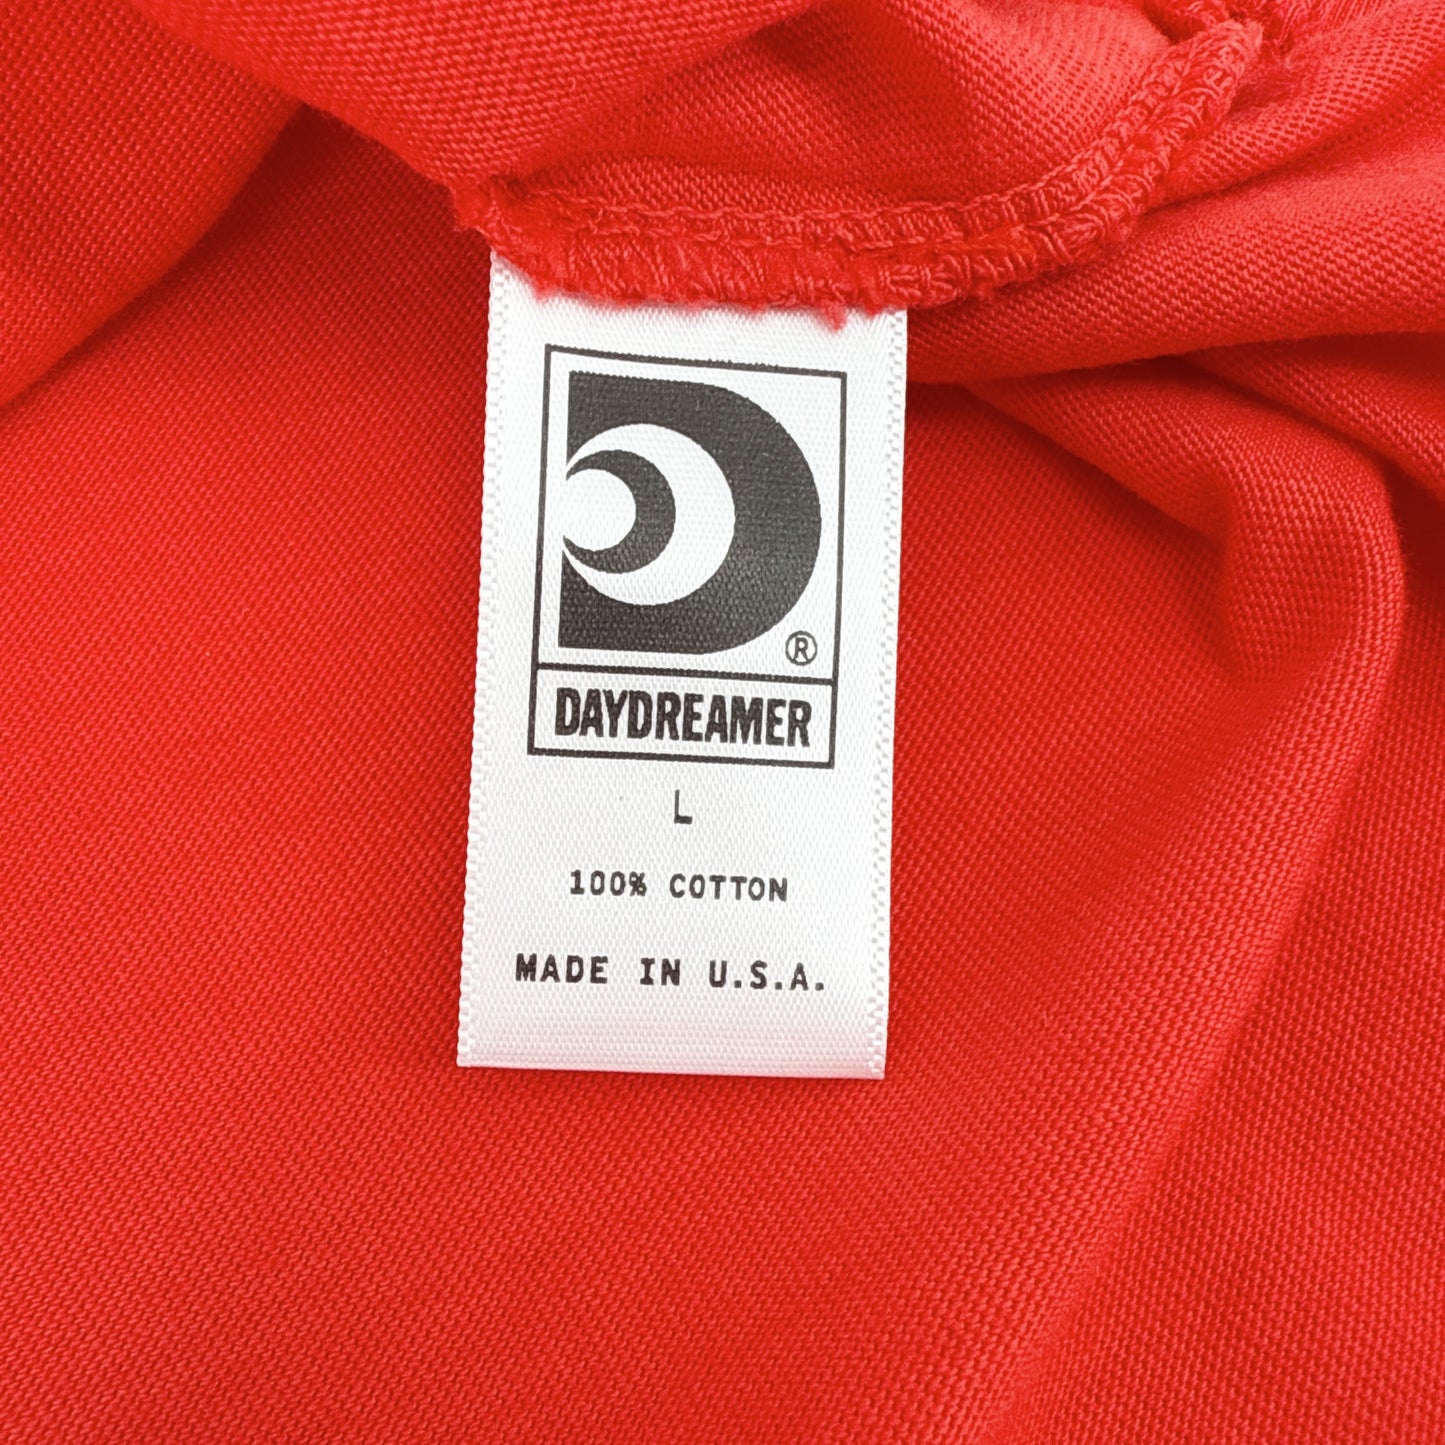 ®
DAYDREAMER
L
100% COTTON
MADE IN U.S.A.